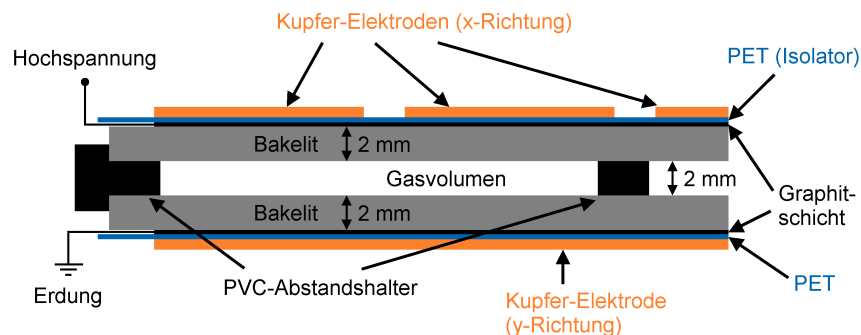 Kupfer-Elektroden (x-Richtung)
Hochspannung
PET (Isolator)
Bakelit
2 mm
Gasvolumen
2 mm
Bakelit
2 mm
Graphit-
schicht
Erdung
PVC-Abstandshalter
PET
Kupfer-Elektrode
(y-Richtung)